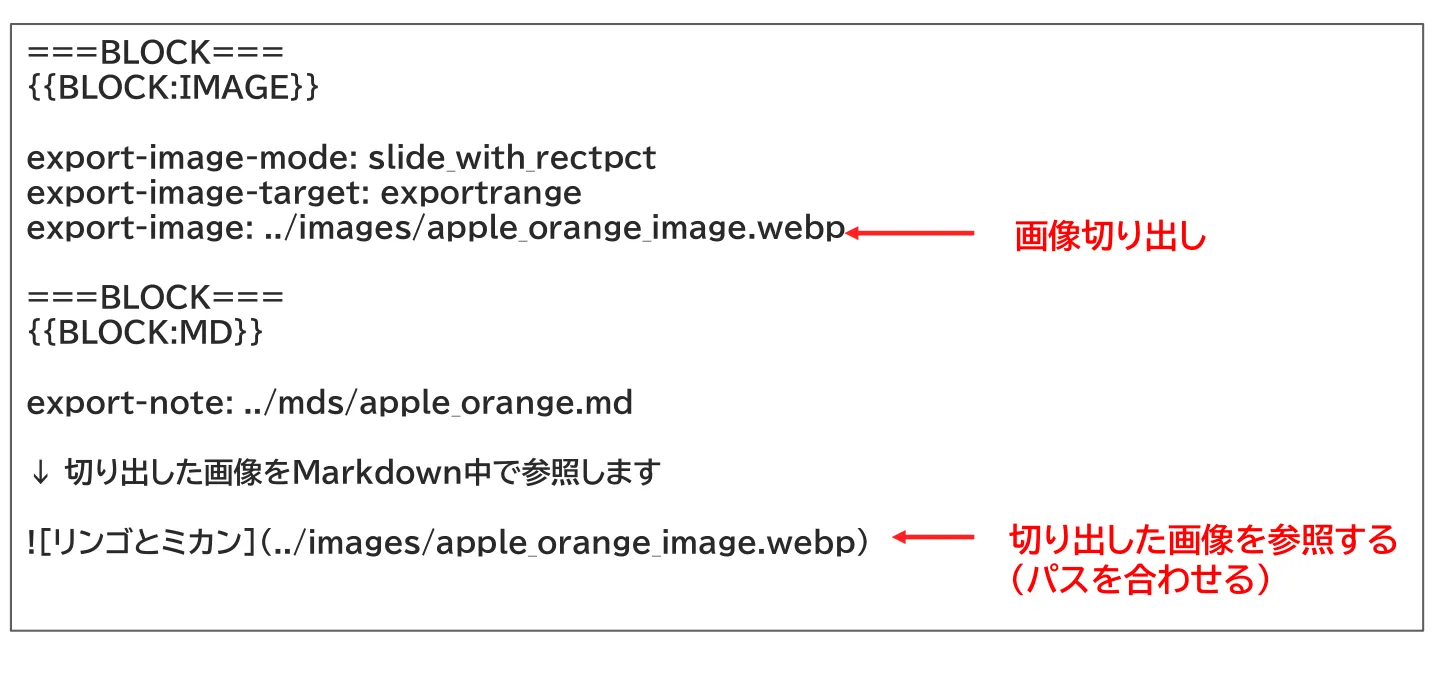 ===BLOCK===
{{BLOCK:IMAGE}}
export-image-mode: slide_with_rectpct
export-image-target: exportrange
export-image: ../images/apple_orange_image.webp
画像切り出し
===BLOCK===
{{BLOCK:MD}}
export-note: ../mds/apple_orange.md
↓ 切り出した画像をMarkdown中で参照します
![リンゴとミカン](../images/apple_orange_image.webp)
切り出した画像を参照する
(パスを合わせる)